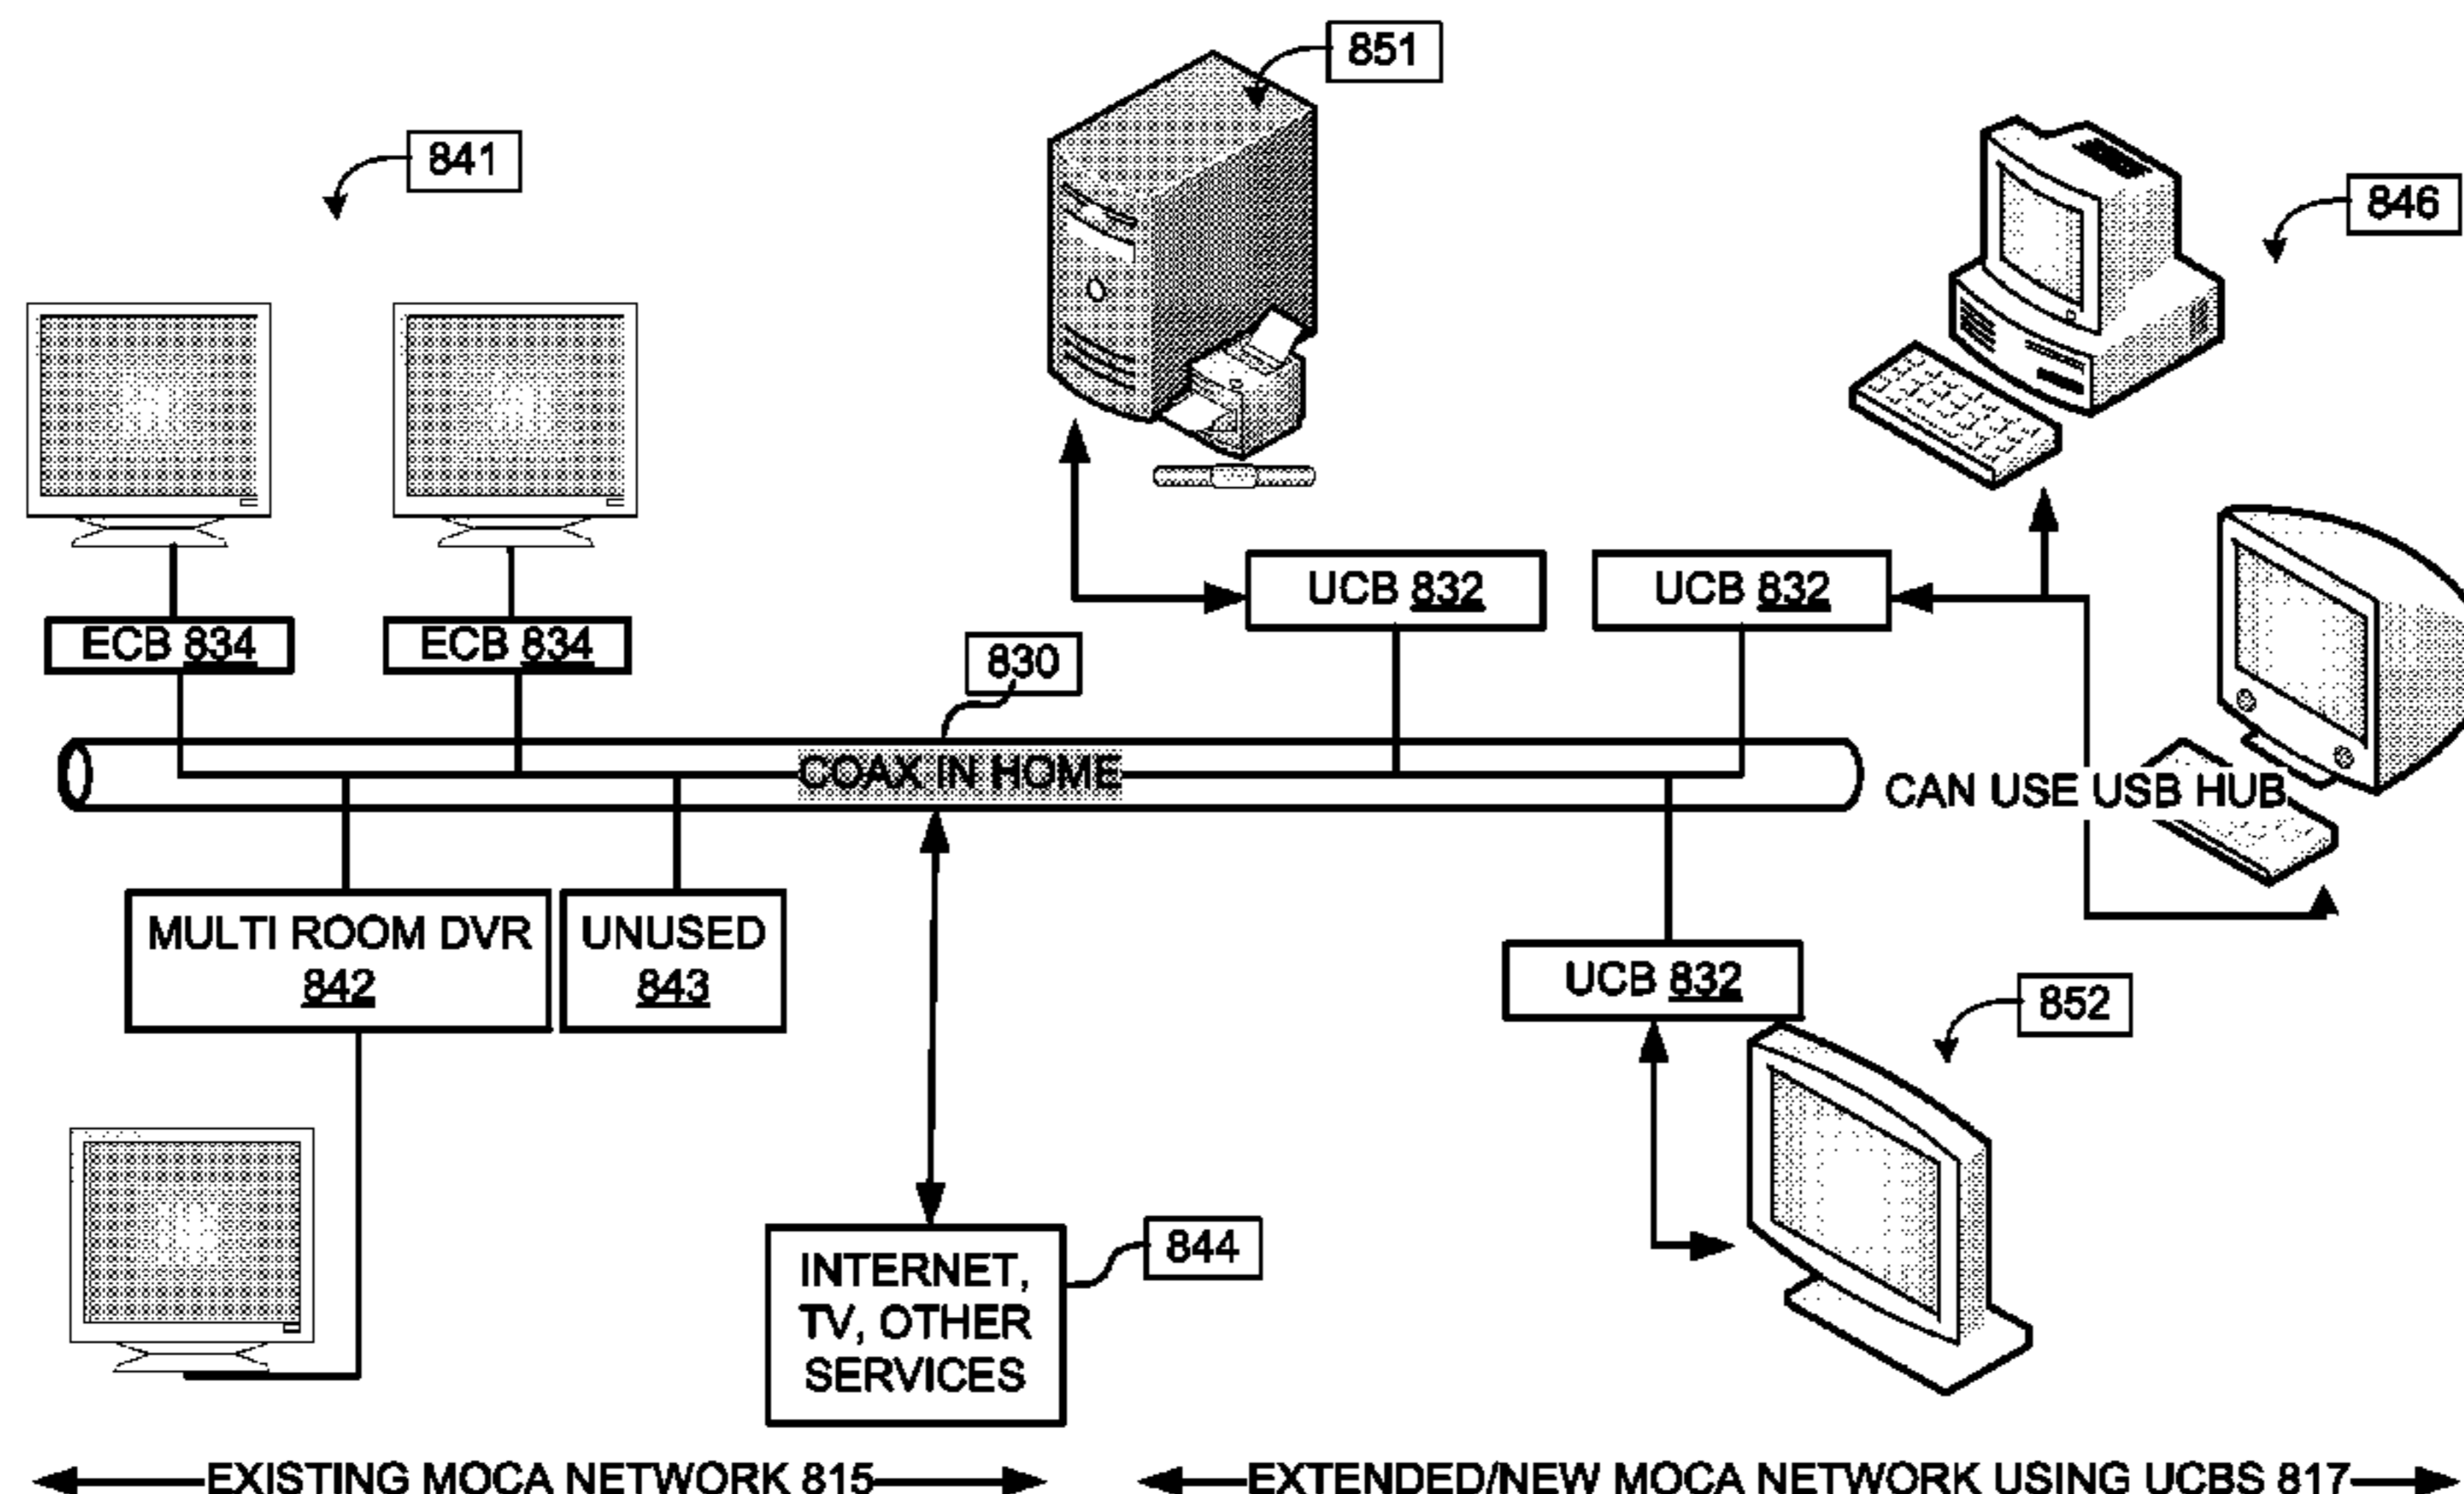 851
841
846
UCB 832
UCB 832
ECB 834
ECB 834
830
COAX IN HOME
CAN USE USB HUB
MULTI ROOM DVR
842
UNUSED
843
UCB 832
852
844
INTERNET,
TV, OTHER
SERVICES
EXISTING MOCA NETWORK 815
EXTENDED/NEW MOCA NETWORK USING UCBS 817